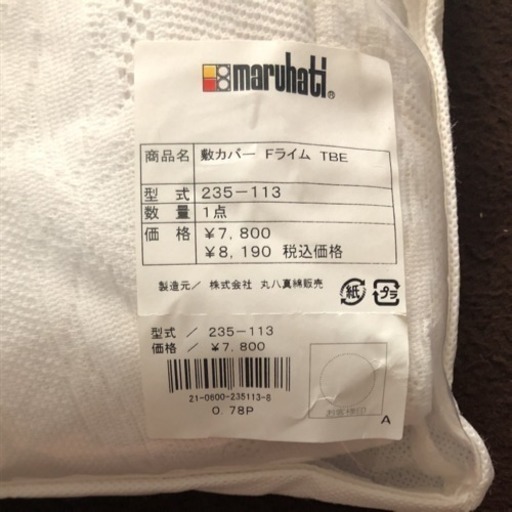 maruhati®
商品名 敷カバー Fライム TBE
型式 235-113
数量 1点
価格 ¥7,800
¥8,190 税込価格
製造元／ 株式会社 丸八真綿販売
紙 プラ
型式 ／ 235-113
価格 ／ ¥7,800
21-0600-235113-8
0.78P
A